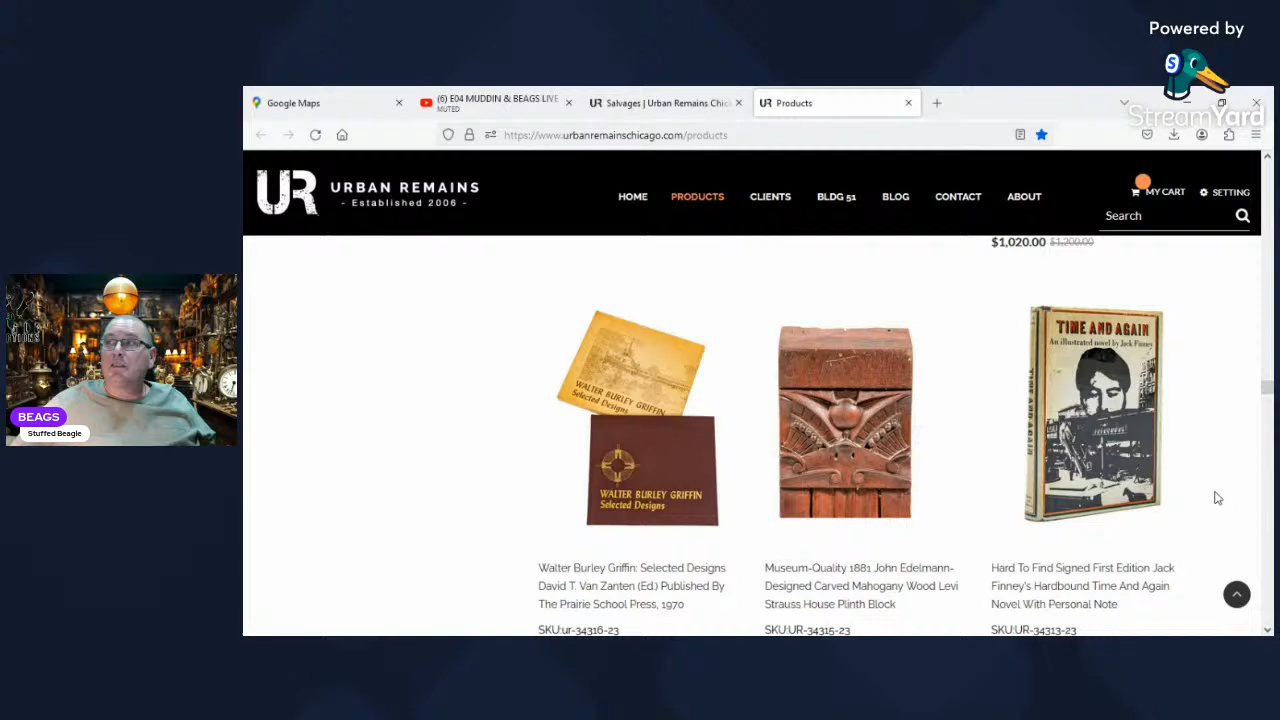 Powered by
StreamYard
Google Maps
(6) E04 MUDDIN & BEAGS LIVE
MUTED
UR Salvages | Urban Remains Chic
UR Products
https://www.urbanremainschicago.com/products
UR URBAN REMAINS
- Established 2006 -
HOME PRODUCTS CLIENTS BLDG 51 BLOG CONTACT ABOUT
MY CART SETTING
Search
$1,020.00 $1,200.00
WALTER BURLEY GRIFFIN
Selected Designs
WALTER BURLEY GRIFFIN
Selected Designs
TIME AND AGAIN
An illustrated novel by Jack Finney
TIME AND AGAIN
Walter Burley Griffin: Selected Designs
David T. Van Zanten (Ed.) Published By
The Prairie School Press, 1970
SKU:ur-34316-23
Museum-Quality 1881 John Edelmann-
Designed Carved Mahogany Wood Levi
Strauss House Plinth Block
SKU:UR-34315-23
Hard To Find Signed First Edition Jack
Finney's Hardbound Time And Again
Novel With Personal Note
SKU:UR-34313-23
BEAGS
Stuffed Beagle